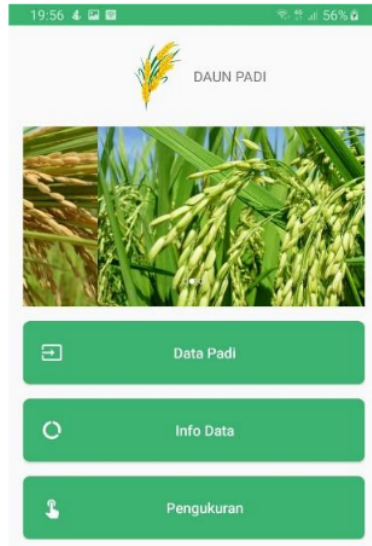 19:56 56%
DAUN PADI
Data Padi
Info Data
Pengukuran